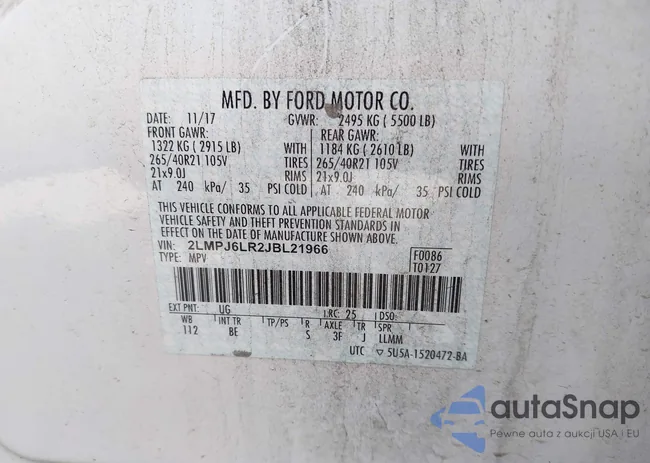 MFD. BY FORD MOTOR CO.
DATE: 11/17 GVWR: 2495 KG ( 5500 LB)
FRONT GAWR: REAR GAWR:
1322 KG ( 2915 LB) WITH 1184 KG ( 2610 LB) WITH
265/40R21 105V TIRES 265/40R21 105V TIRES
21x9.0J RIMS 21x9.0J RIMS
AT 240 kPa/ 35 PSI COLD AT 240 kPa/ 35 PSI COLD
THIS VEHICLE CONFORMS TO ALL APPLICABLE FEDERAL MOTOR
VEHICLE SAFETY AND THEFT PREVENTION STANDARDS IN
EFFECT ON THE DATE OF MANUFACTURE SHOWN ABOVE.
VIN: 2LMPJ6LR2JBL21966 F0086
TYPE: MPV T0127
EXT PNT: UG RC: 25 DSO:
WB INT TR TP/PS R AXLE TR SPR
112 BE S 3F J LLMM
UTC ▽ 5U5A-1520472-BA
autaSnap
Pewne auta z aukcji USA i EU